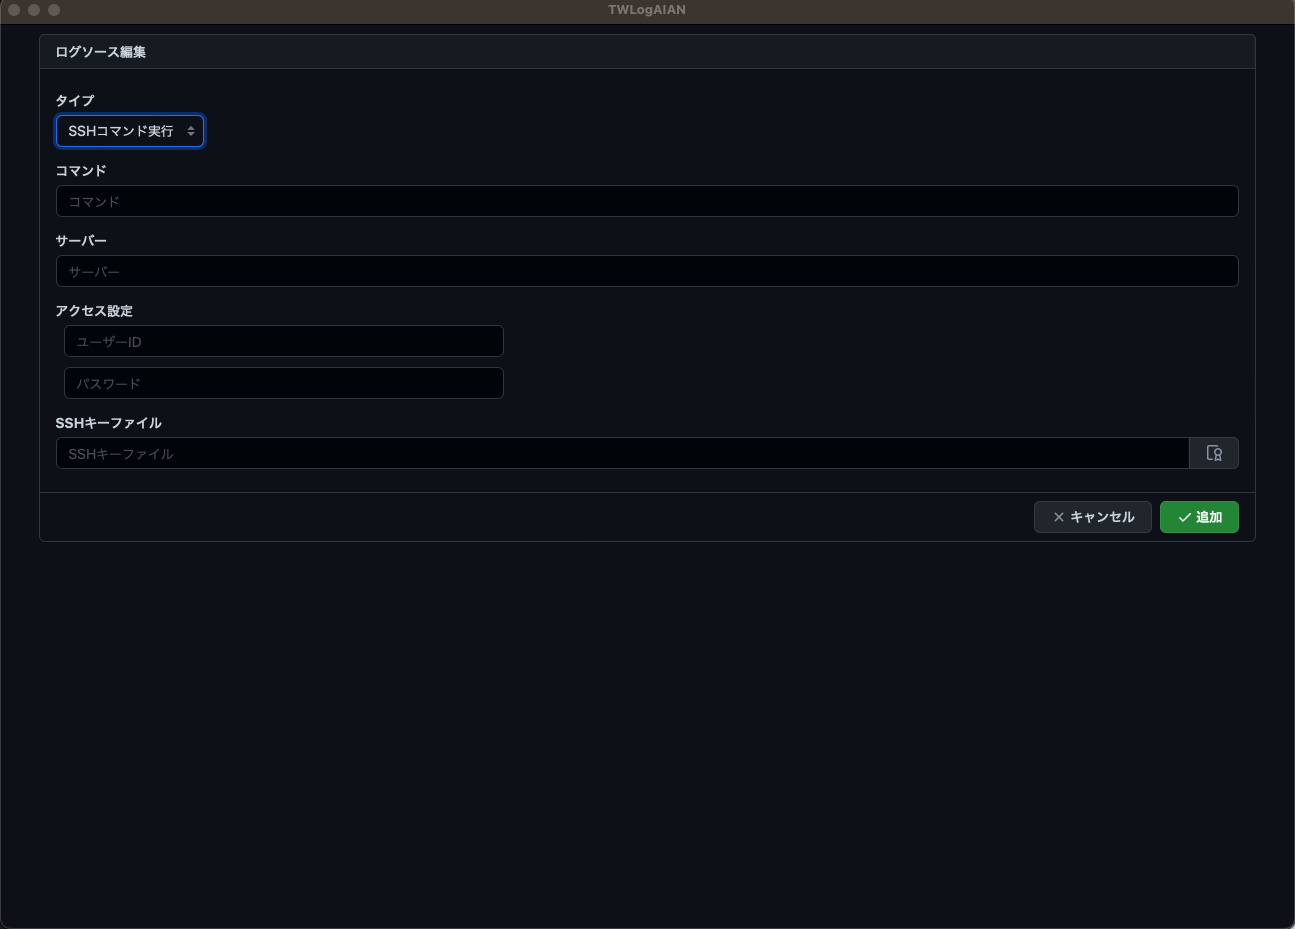 TWLogAIAN
ログソース編集
タイプ
SSHコマンド実行
コマンド
コマンド
サーバー
サーバー
アクセス設定
ユーザーID
パスワード
SSHキーファイル
SSHキーファイル
キャンセル
追加